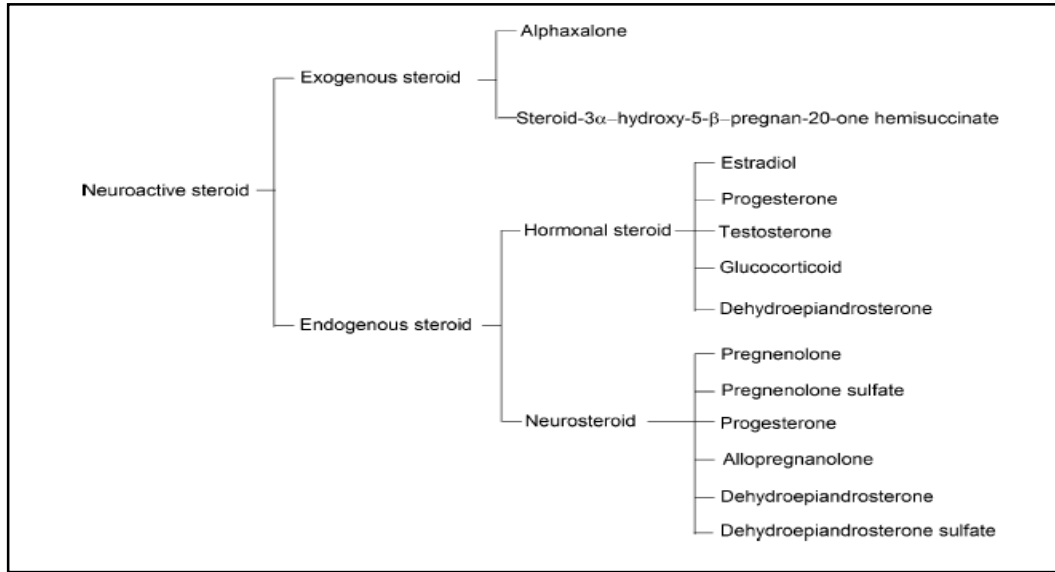 Alphaxalone
Exogenous steroid
Steroid-3α–hydroxy-5-β–pregnan-20-one hemisuccinate
Neuroactive steroid
Estradiol
Progesterone
Hormonal steroid
Testosterone
Glucocorticoid
Endogenous steroid
Dehydroepiandrosterone
Pregnenolone
Pregnenolone sulfate
Neurosteroid
Progesterone
Allopregnanolone
Dehydroepiandrosterone
Dehydroepiandrosterone sulfate